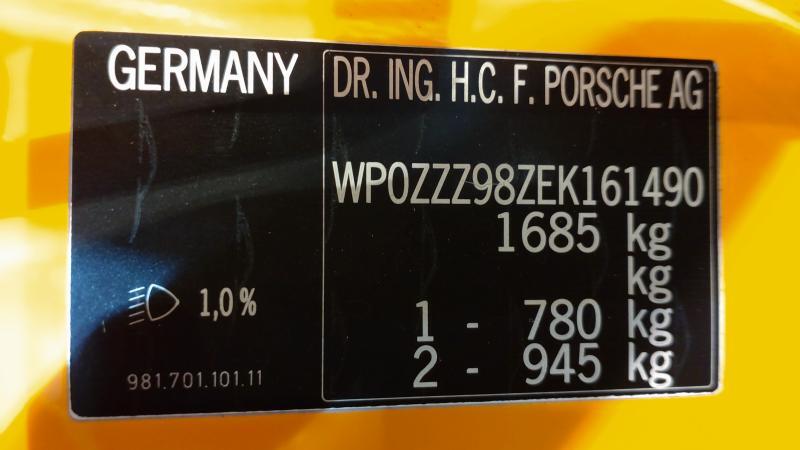 GERMANY
DR. ING. H.C. F. PORSCHE AG
WP0ZZZ98ZEK161490
1685 kg
kg
1 - 780 kg
2 - 945 kg
1,0 %
981.701.101.11